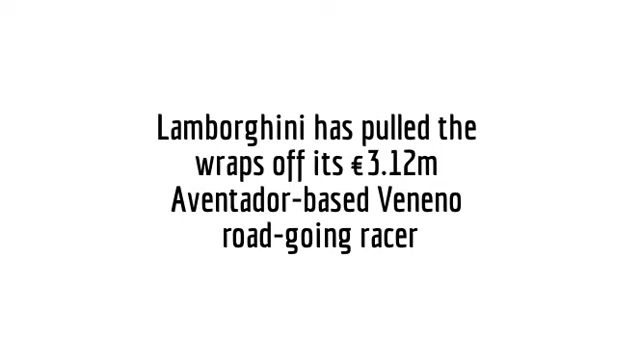 Lamborghini has pulled the
wraps off its €3.12m
Aventador-based Veneno
road-going racer